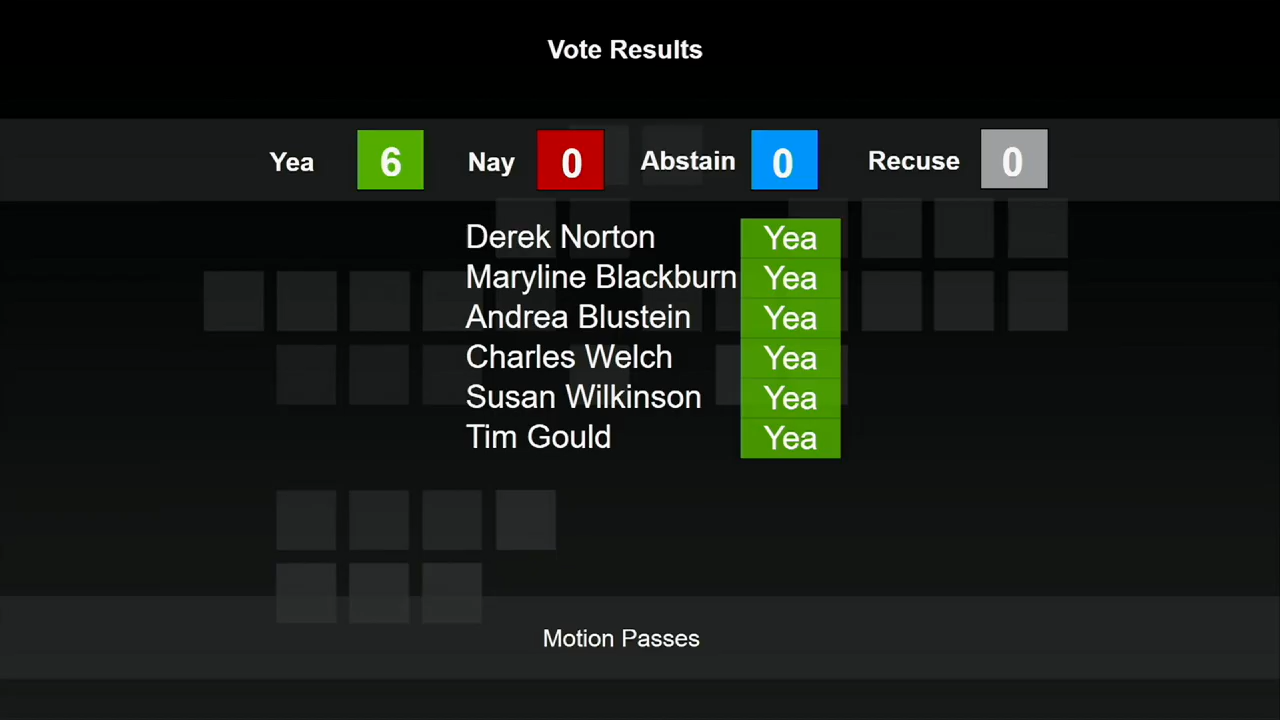 Vote Results
Yea 6 Nay 0 Abstain 0 Recuse 0
Derek Norton Yea
Maryline Blackburn Yea
Andrea Blustein Yea
Charles Welch Yea
Susan Wilkinson Yea
Tim Gould Yea
Motion Passes